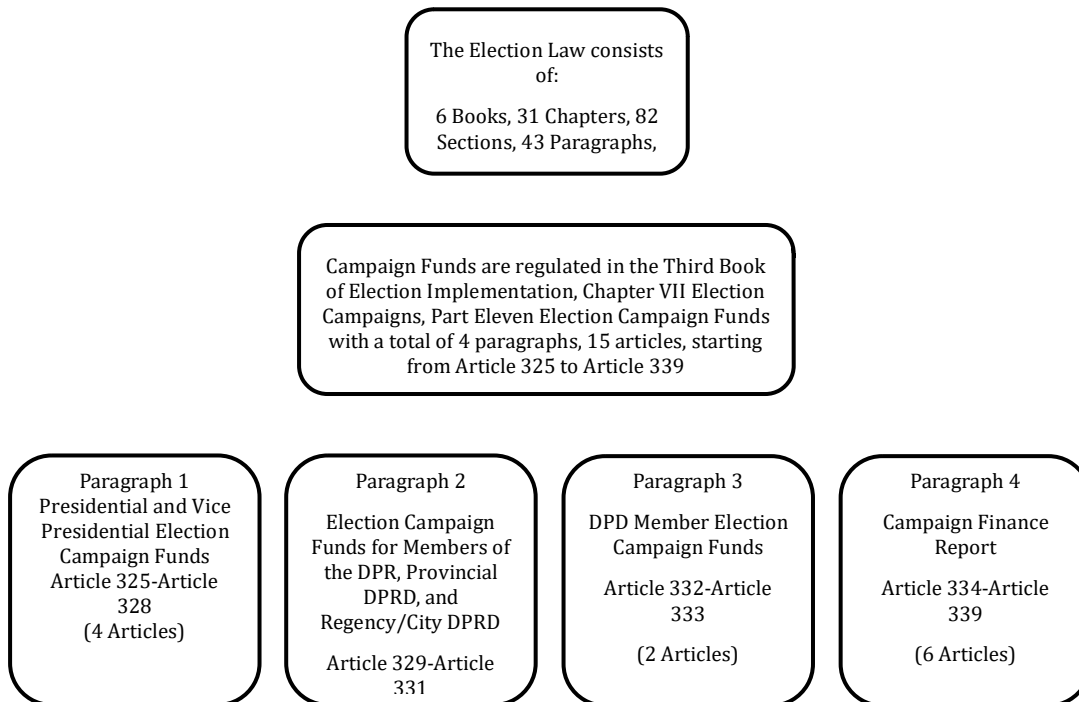 The Election Law consists
of:
6 Books, 31 Chapters, 82
Sections, 43 Paragraphs,
Campaign Funds are regulated in the Third Book
of Election Implementation, Chapter VII Election
Campaigns, Part Eleven Election Campaign Funds
with a total of 4 paragraphs, 15 articles, starting
from Article 325 to Article 339
Paragraph 1
Presidential and Vice
Presidential Election
Campaign Funds
Article 325-Article
328
(4 Articles)
Paragraph 2
Election Campaign
Funds for Members of
the DPR, Provincial
DPRD, and
Regency/City DPRD
Article 329-Article
331
Paragraph 3
DPD Member Election
Campaign Funds
Article 332-Article
333
(2 Articles)
Paragraph 4
Campaign Finance
Report
Article 334-Article
339
(6 Articles)